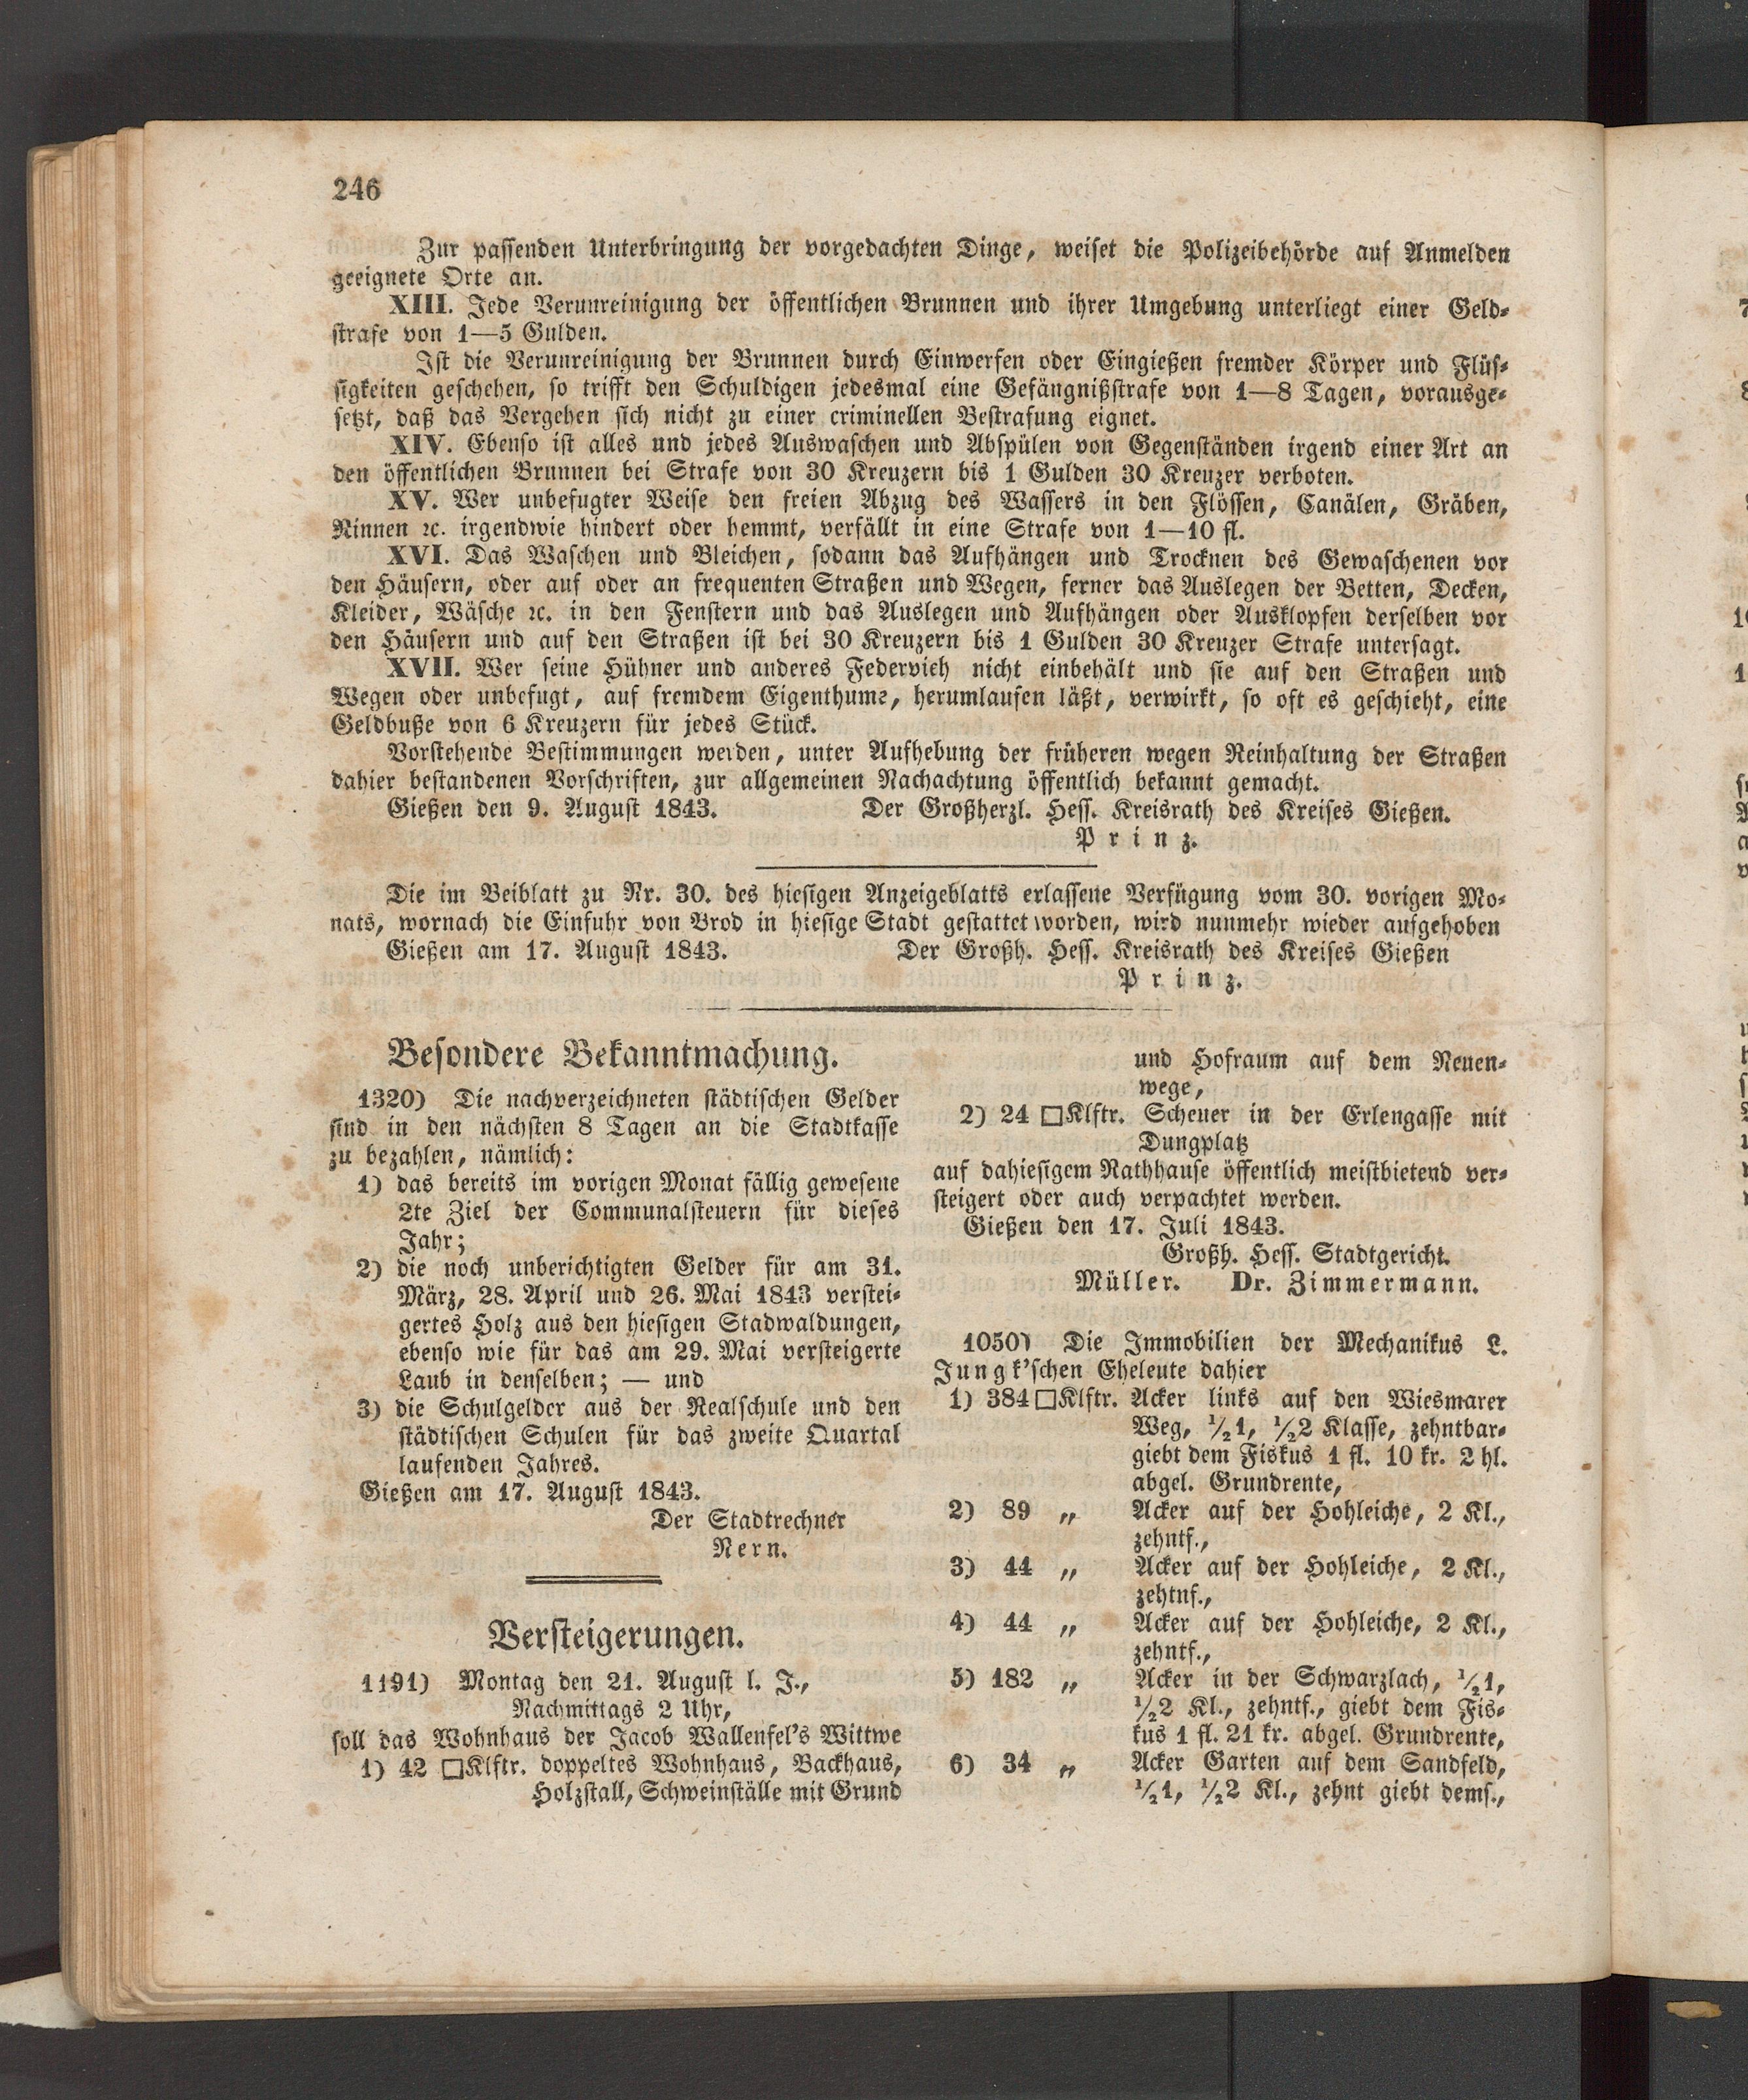 246
Zur passenden Unterbringung der vorgedachten Dinge, weiset die Polizeibehörde auf Anmelden
geeignete Orte an.
XIII. Jede Verunreinigung der öffentlichen Brunnen und ihrer Umgebung unterliegt einer Geld-
strafe von 1—5 Gulden.
Ist die Verunreinigung der Brunnen durch Einwerfen oder Eingießen fremder Körper und Flüs-
sigkeiten geschehen, so trifft den Schuldigen jedesmal eine Gefängnißstrafe von 1—8 Tagen, vorausge-
setzt, daß das Vergehen sich nicht zu einer criminellen Bestrafung eignet.
XIV. Ebenso ist alles und jedes Auswaschen und Abspülen von Gegenständen irgend einer Art an
den öffentlichen Brunnen bei Strafe von 30 Kreuzern bis 1 Gulden 30 Kreuzer verboten.
XV. Wer unbefugter Weise den freien Abzug des Wassers in den Flössen, Canälen, Gräben,
Rinnen ꝛc. irgendwie hindert oder hemmt, verfällt in eine Strafe von 1—10 fl.
XVI. Das Waschen und Bleichen, sodann das Aufhängen und Trocknen des Gewaschenen vor
den Häusern, oder auf oder an frequenten Straßen und Wegen, ferner das Auslegen der Betten, Decken,
Kleider, Wäsche ꝛc. in den Fenstern und das Auslegen und Aufhängen oder Ausklopfen derselben vor
den Häusern und auf den Straßen ist bei 30 Kreuzern bis 1 Gulden 30 Kreuzer Strafe untersagt.
XVII. Wer seine Hühner und anderes Federvieh nicht einbehält und sie auf den Straßen und
Wegen oder unbefugt, auf fremdem Eigenthume, herumlaufen läßt, verwirkt, so oft es geschieht, eine
Geldbuße von 6 Kreuzern für jedes Stück.
Vorstehende Bestimmungen werden, unter Aufhebung der früheren wegen Reinhaltung der Straßen
dahier bestandenen Vorschriften, zur allgemeinen Nachachtung öffentlich bekannt gemacht.
Gießen den 9. August 1843. Der Großherzl. Hess. Kreisrath des Kreises Gießen.
Prinz.
Die im Beiblatt zu Nr. 30. des hiesigen Anzeigeblatts erlassene Verfügung vom 30. vorigen Mo-
nats, wornach die Einfuhr von Brod in hiesige Stadt gestattet worden, wird nunmehr wieder aufgehoben
Gießen am 17. August 1843. Der Großh. Hess. Kreisrath des Kreises Gießen
Prinz.
Besondere Bekanntmachung.
1320) Die nachverzeichneten städtischen Gelder
sind in den nächsten 8 Tagen an die Stadtkasse
zu bezahlen, nämlich:
1) das bereits im vorigen Monat fällig gewesene
2te Ziel der Communalsteuern für dieses
Jahr;
2) die noch unberichtigten Gelder für am 31.
März, 28. April und 26. Mai 1843 verstei-
gertes Holz aus den hiesigen Stadwaldungen,
ebenso wie für das am 29. Mai versteigerte
Laub in denselben; — und
3) die Schulgelder aus der Realschule und den
städtischen Schulen für das zweite Quartal
laufenden Jahres.
Gießen am 17. August 1843.
Der Stadtrechner
Nern.
Versteigerungen.
1191) Montag den 21. August l. J.,
Nachmittags 2 Uhr,
soll das Wohnhaus der Jacob Wallenfel's Wittwe
1) 42 □Klftr. doppeltes Wohnhaus, Backhaus,
Holzstall, Schweinställe mit Grund
und Hofraum auf dem Neuen-
wege,
2) 24 □Klftr. Scheuer in der Erlengasse mit
Dungplatz
auf dahiesigem Rathhause öffentlich meistbietend ver-
steigert oder auch verpachtet werden.
Gießen den 17. Juli 1843.
Großh. Hess. Stadtgericht.
Müller. Dr. Zimmermann.
1050) Die Immobilien der Mechanikus L.
Jungk'schen Eheleute dahier
1) 384 □Klftr. Acker links auf den Wiesmarer
Weg, ½1, ½2 Klasse, zehntbar-
giebt dem Fiskus 1 fl. 10 kr. 2 hl.
abgel. Grundrente,
2) 89 „ Acker auf der Hohleiche, 2 Kl.,
zehntf.,
3) 44 „ Acker auf der Hohleiche, 2 Kl.,
zehtnf.,
4) 44 „ Acker auf der Hohleiche, 2 Kl.,
zehntf.,
5) 182 „ Acker in der Schwarzlach, ½1,
½2 Kl., zehntf., giebt dem Fis-
kus 1 fl. 21 kr. abgel. Grundrente,
6) 34 „ Acker Garten auf dem Sandfeld,
½1, ½2 Kl., zehnt giebt demf.,